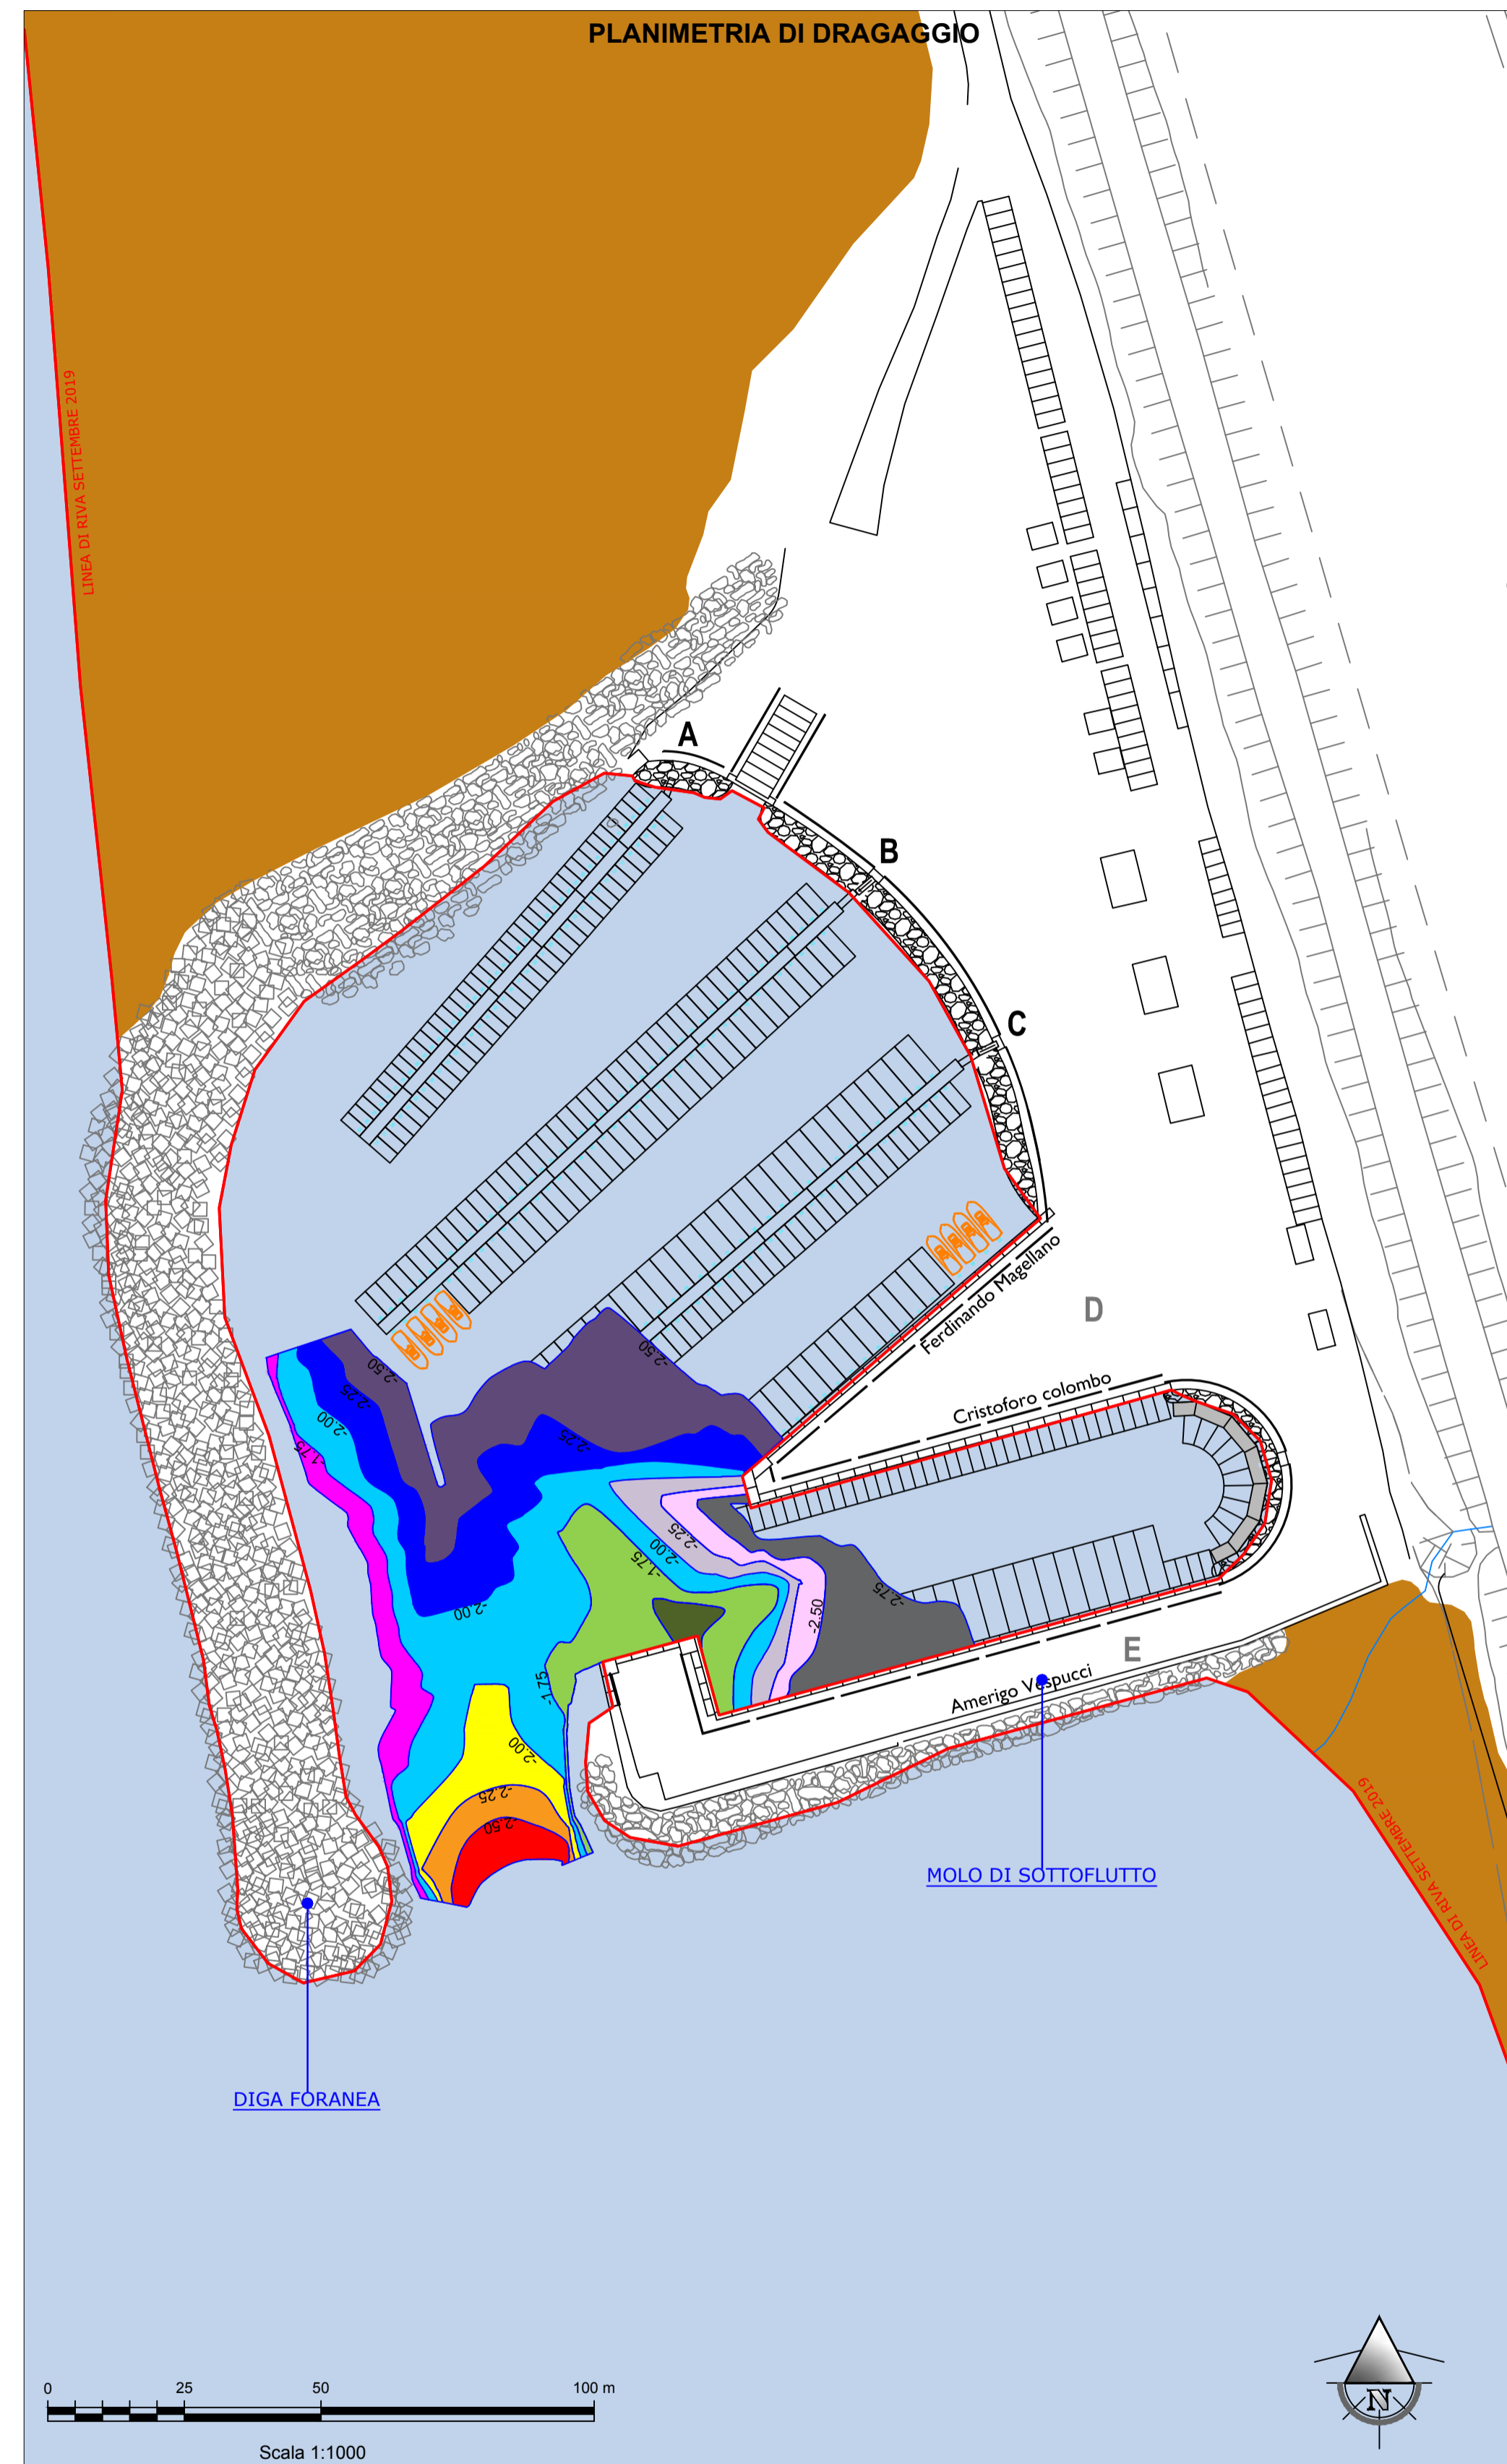 PLANIMETRIA DI DRAGAGGIO
LINEA DI RIVA SETTEMBRE 2019
A
B
C
Ferdinando Magellano
D
Cristoforo colombo
-2.50
-2.50
-2.25
-2.25
-2.00
-1.75
-2.25
-2.00
-1.75
-2.00
-2.75
-2.50
E
Amerigo Vespucci
-1.75
-2.00
-2.25
-2.50
LINEA DI RIVA SETTEMBRE 2019
MOLO DI SOTTOFLUTTO
DIGA FORANEA
0 25 50 100 m
Scala 1:1000
N